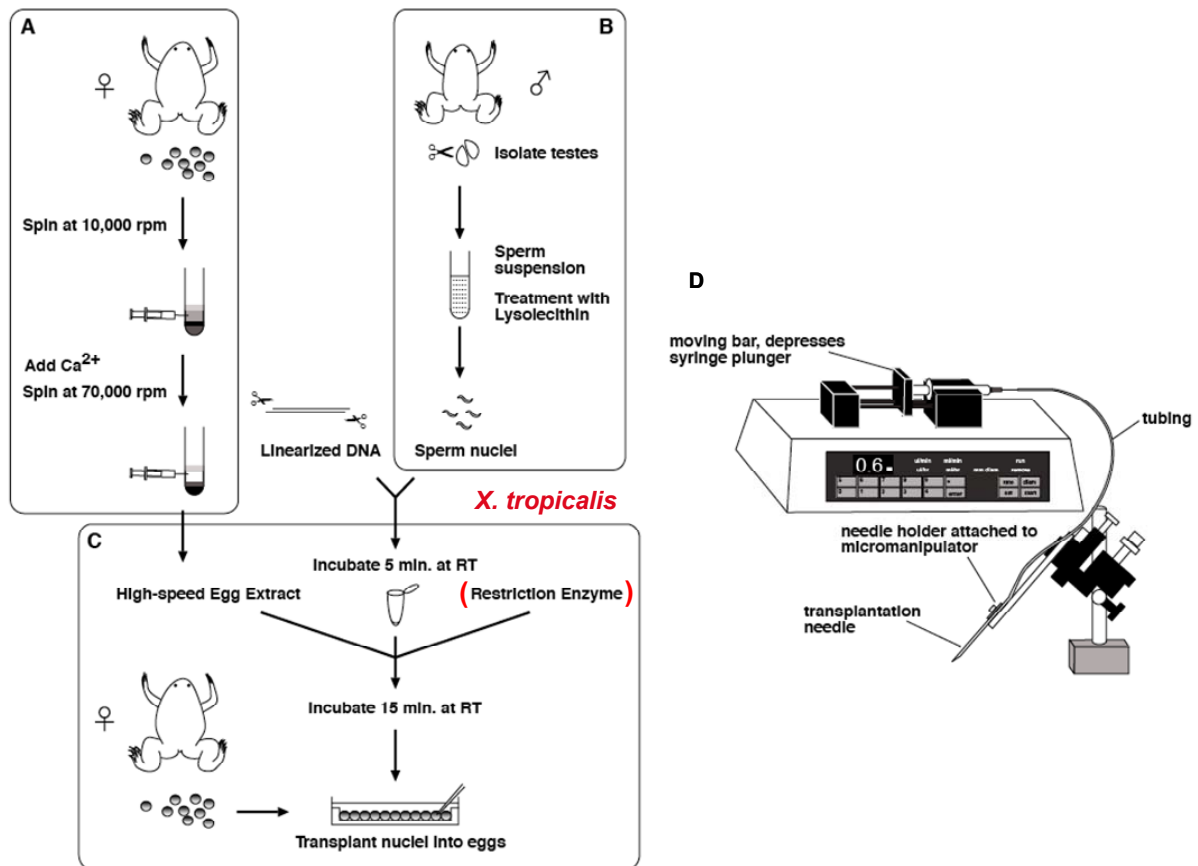 A
♀
Spin at 10,000 rpm
Add Ca2+
Spin at 70,000 rpm
B
♂
Isolate testes
Sperm
suspension
Treatment with
Lysolecithin
Linearized DNA
Sperm nuclei
X. tropicalis
C
Incubate 5 min. at RT
High-speed Egg Extract
(Restriction Enzyme)
♀
Incubate 15 min. at RT
Transplant nuclei into eggs
D
moving bar, depresses
syringe plunger
tubing
0.6
needle holder attached to
micromanipulator
transplantation
needle